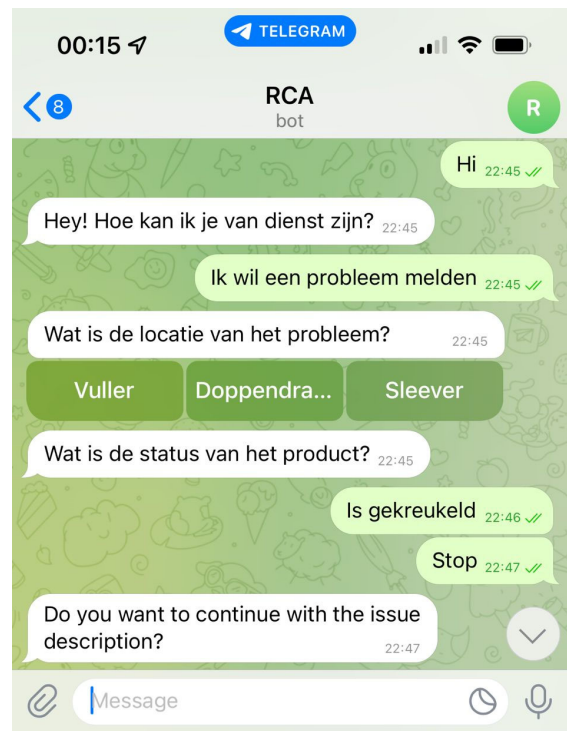 00:15
TELEGRAM
8
RCA
bot
R
Hi 22:45
Hey! Hoe kan ik je van dienst zijn? 22:45
Ik wil een probleem melden 22:45
Wat is de locatie van het probleem? 22:45
Vuller Doppendra... Sleever
Wat is de status van het product? 22:45
Is gekreukeld 22:46
Stop 22:47
Do you want to continue with the issue
description? 22:47
Message